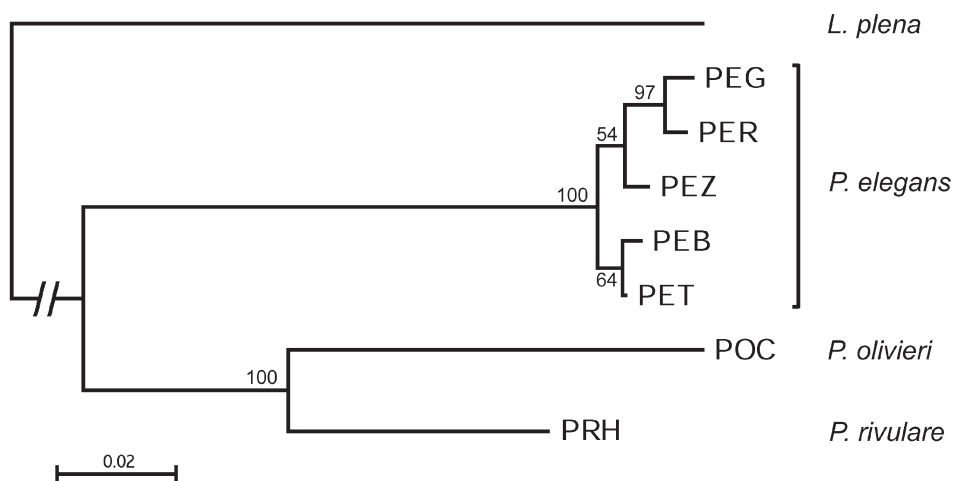 L. plena
PEG
97
PER
54
PEZ
P. elegans
100
PEB
64
PET
POC
P. olivieri
100
PRH
P. rivulare
0.02